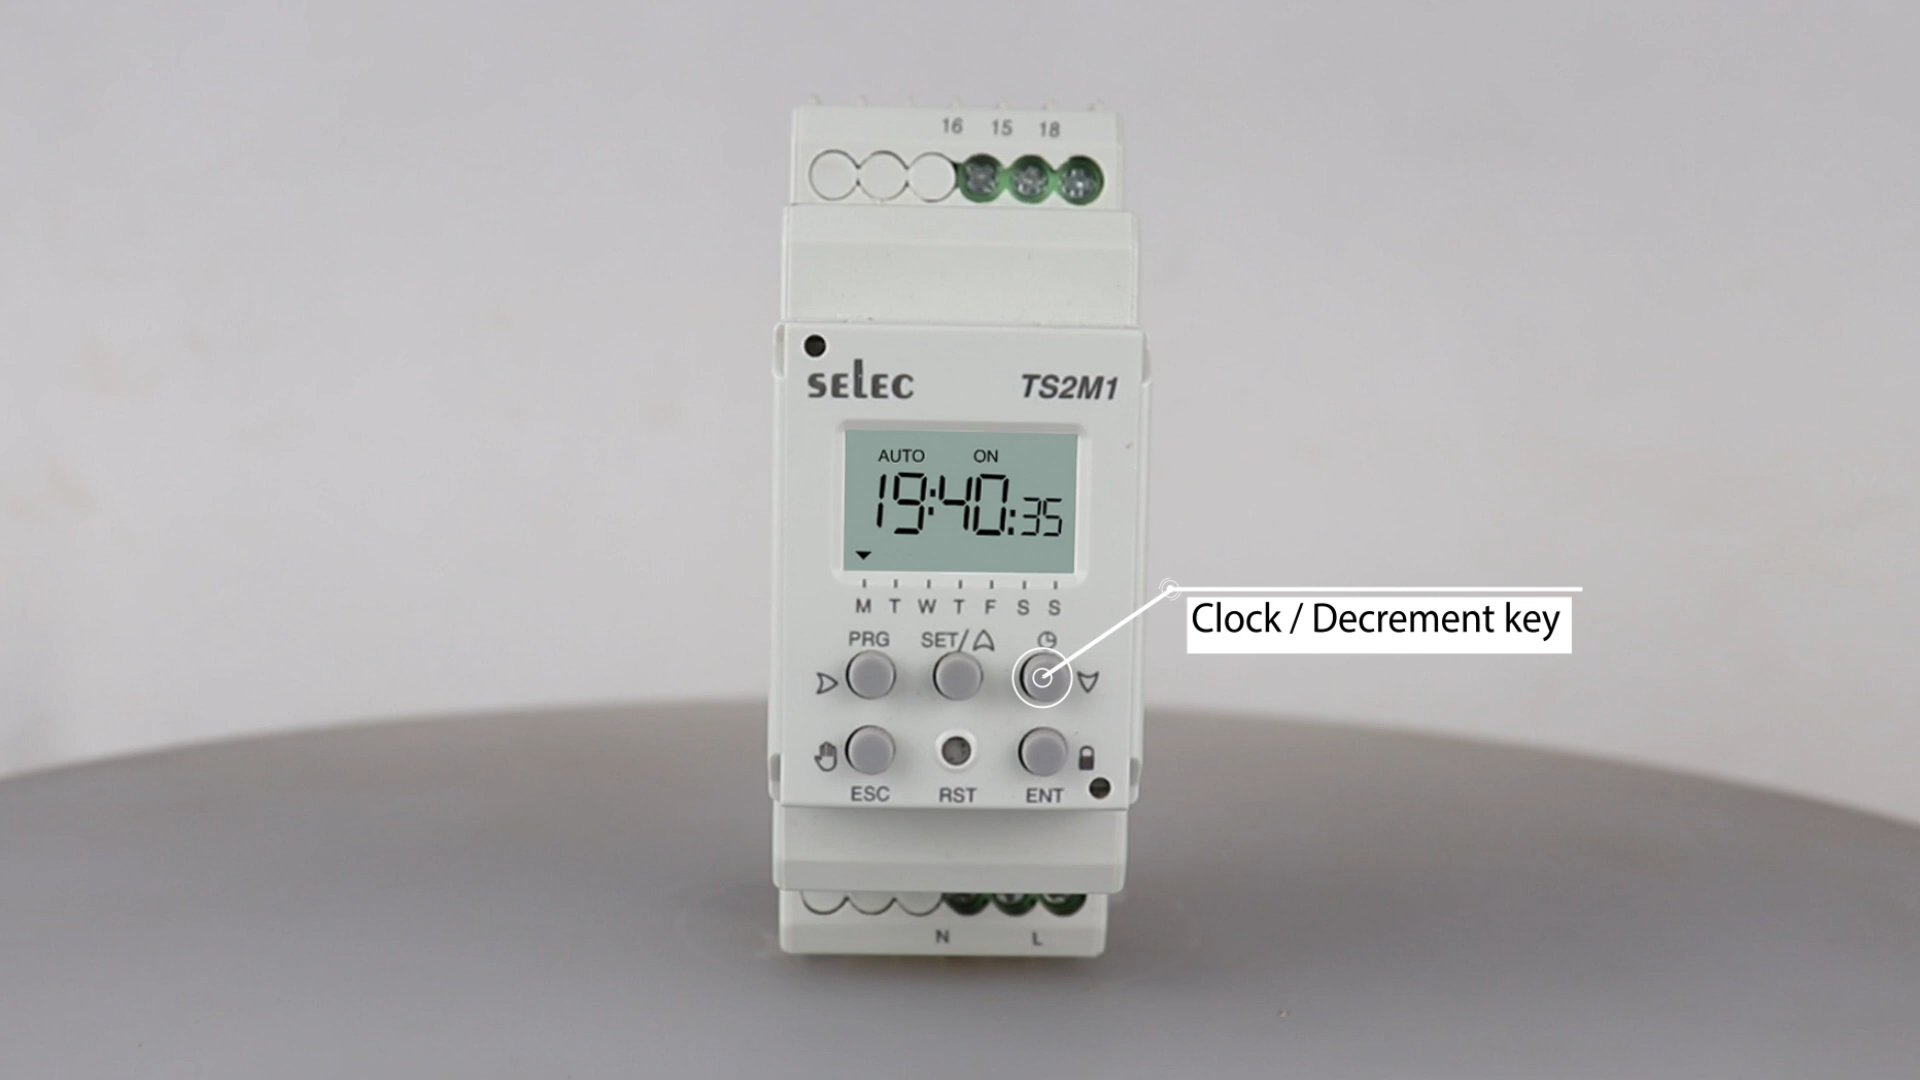 16 15 18
SELEC TS2M1
AUTO ON
19:40:35
M T W T F S S
Clock / Decrement key
PRG SET/
ESC RST ENT
N L